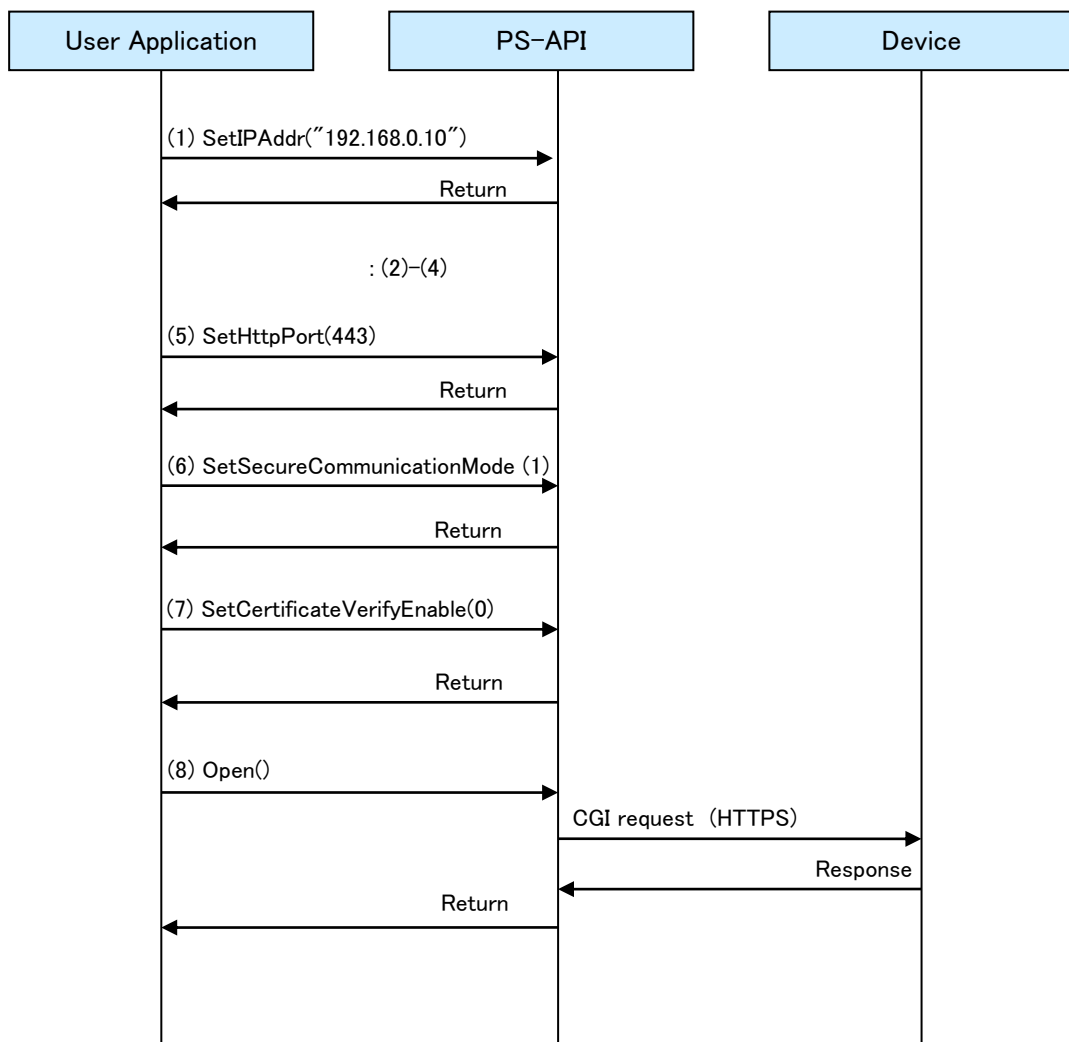 User Application
PS-API
Device
(1) SetIPAddr("192.168.0.10")
Return
: (2)-(4)
(5) SetHttpPort(443)
Return
(6) SetSecureCommunicationMode (1)
Return
(7) SetCertificateVerifyEnable(0)
Return
(8) Open()
CGI request (HTTPS)
Response
Return